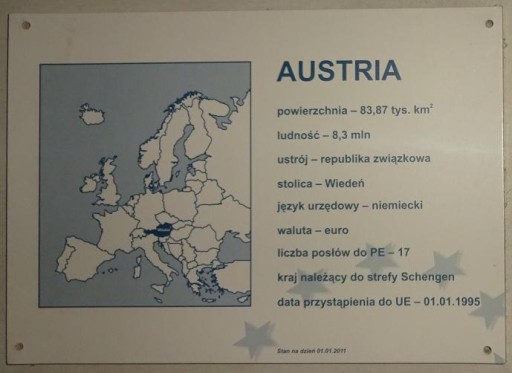 AUSTRIA
powierzchnia – 83,87 tys. km²
ludność – 8,3 mln
ustrój – republika związkowa
stolica – Wiedeń
język urzędowy – niemiecki
waluta – euro
liczba posłów do PE – 17
kraj należący do strefy Schengen
data przystąpienia do UE – 01.01.1995
Stan na dzień 01.01.2011